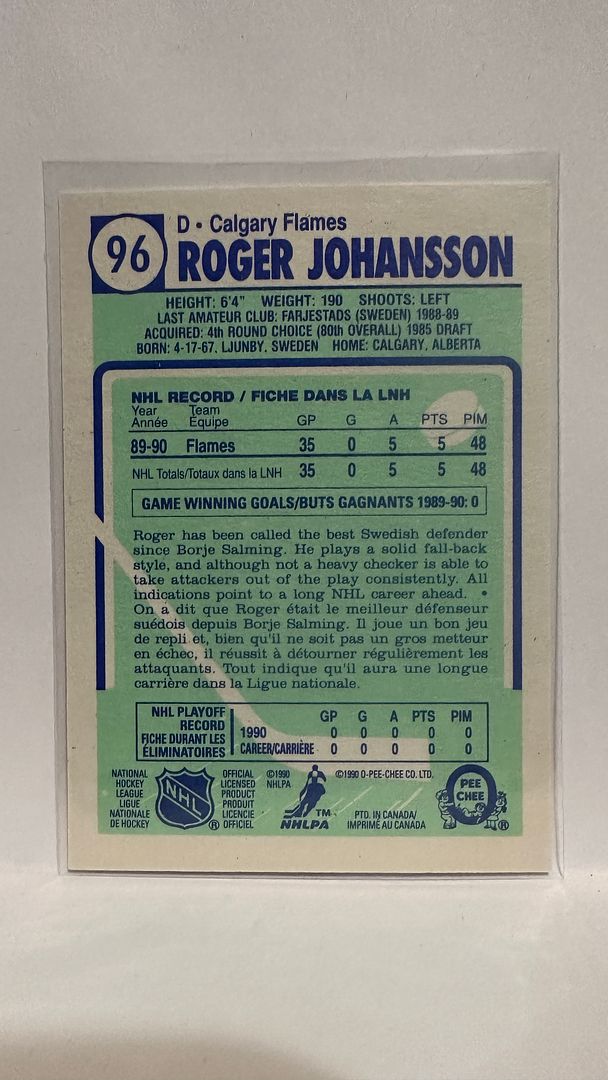 96
D • Calgary Flames
ROGER JOHANSSON
HEIGHT: 6'4" WEIGHT: 190 SHOOTS: LEFT
LAST AMATEUR CLUB: FARJESTADS (SWEDEN) 1988-89
ACQUIRED: 4th ROUND CHOICE (80th OVERALL) 1985 DRAFT
BORN: 4-17-67, LJUNBY, SWEDEN HOME: CALGARY, ALBERTA
NHL RECORD / FICHE DANS LA LNH
Year Team
Année Équipe GP G A PTS PIM
89-90 Flames 35 0 5 5 48
NHL Totals/Totaux dans la LNH 35 0 5 5 48
GAME WINNING GOALS/BUTS GAGNANTS 1989-90: 0
Roger has been called the best Swedish defender
since Borje Salming. He plays a solid fall-back
style, and although not a heavy checker is able to
take attackers out of the play consistently. All
indications point to a long NHL career ahead. •
On a dit que Roger était le meilleur défenseur
suédois depuis Borje Salming. Il joue un bon jeu
de repli et, bien qu'il ne soit pas un gros metteur
en échec, il réussit à détourner régulièrement les
attaquants. Tout indique qu'il aura une longue
carrière dans la Ligue nationale.
NHL PLAYOFF
RECORD
FICHE DURANT LES
ÉLIMINATOIRES
GP G A PTS PIM
1990 0 0 0 0 0
CAREER/CARRIÈRE 0 0 0 0 0
NATIONAL
HOCKEY
LEAGUE
LIGUE
NATIONALE
DE HOCKEY
NHL
®
OFFICIAL
LICENSED
PRODUCT
PRODUIT
LICENCIE
OFFICIEL
©1990
NHLPA
TM
NHLPA
©1990 O-PEE-CHEE CO. LTD.
PTD. IN CANADA/
IMPRIMÉ AU CANADA
O
PEE
CHEE
®